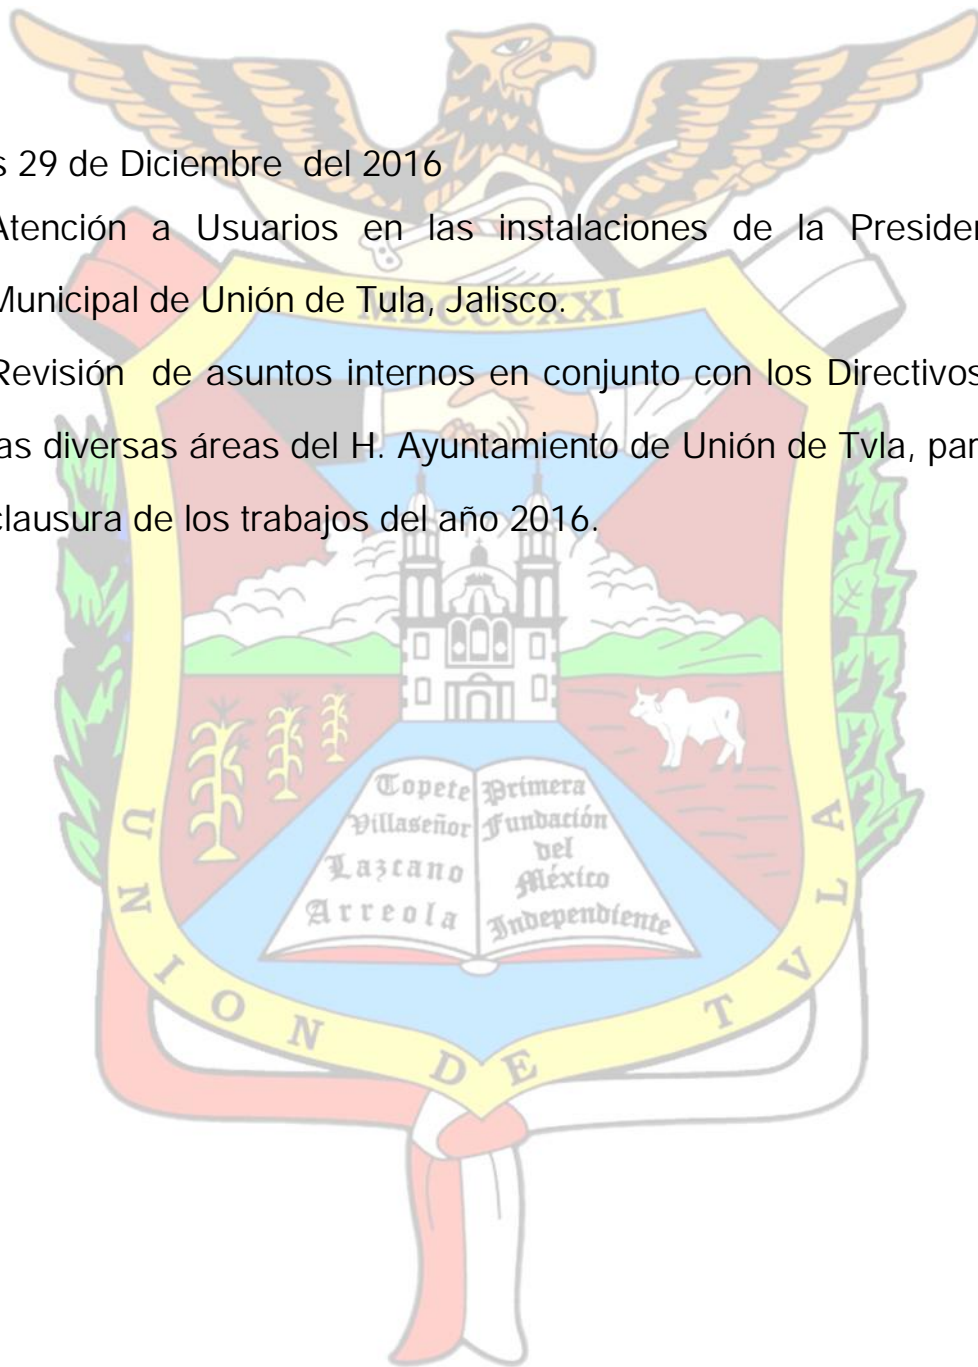 s 29 de Diciembre del 2016
Atención a Usuarios en las instalaciones de la Presiden
Municipal de Unión de Tula, Jalisco.
MDCCCXXI
Revisión de asuntos internos en conjunto con los Directivos
as diversas áreas del H. Ayuntamiento de Unión de Tvla, par
clausura de los trabajos del año 2016.
Topete
Villaseñor
Lazcano
Arreola
Primera
Fundación
del
México
Independiente
UNION DE TVLA